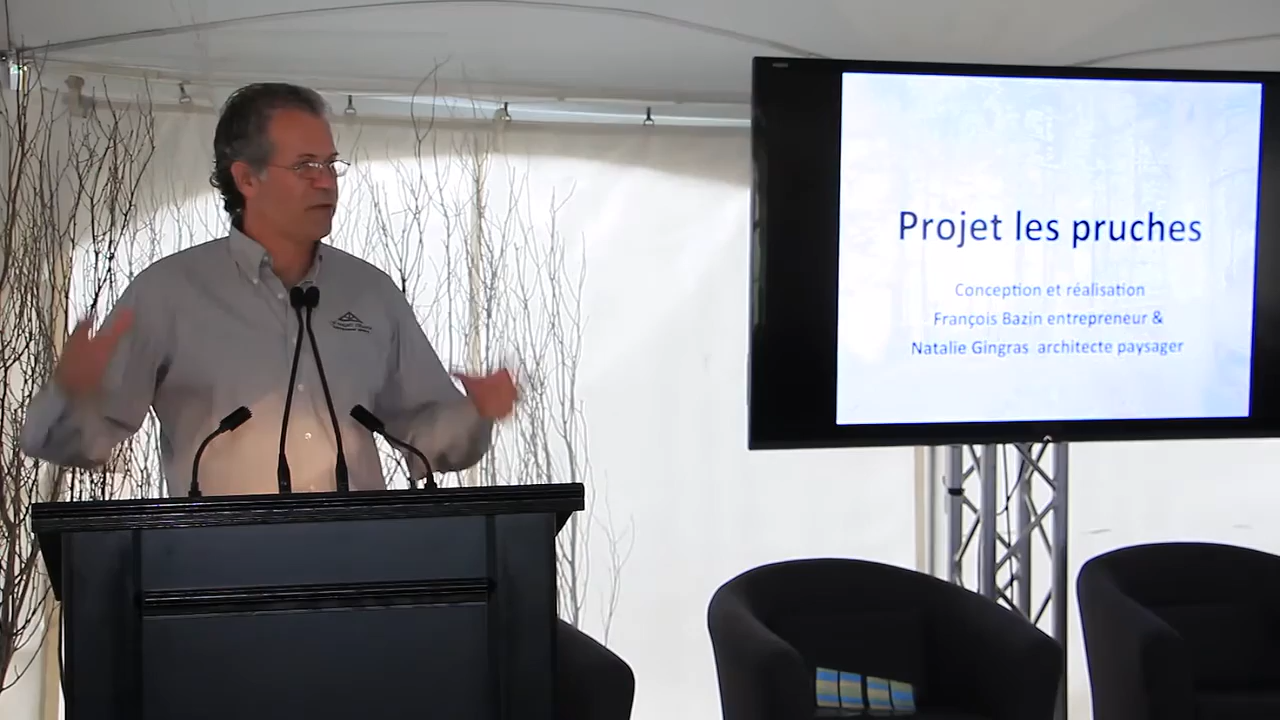 Projet les pruches
Conception et réalisation
François Bazin entrepreneur &
Natalie Gingras architecte paysager